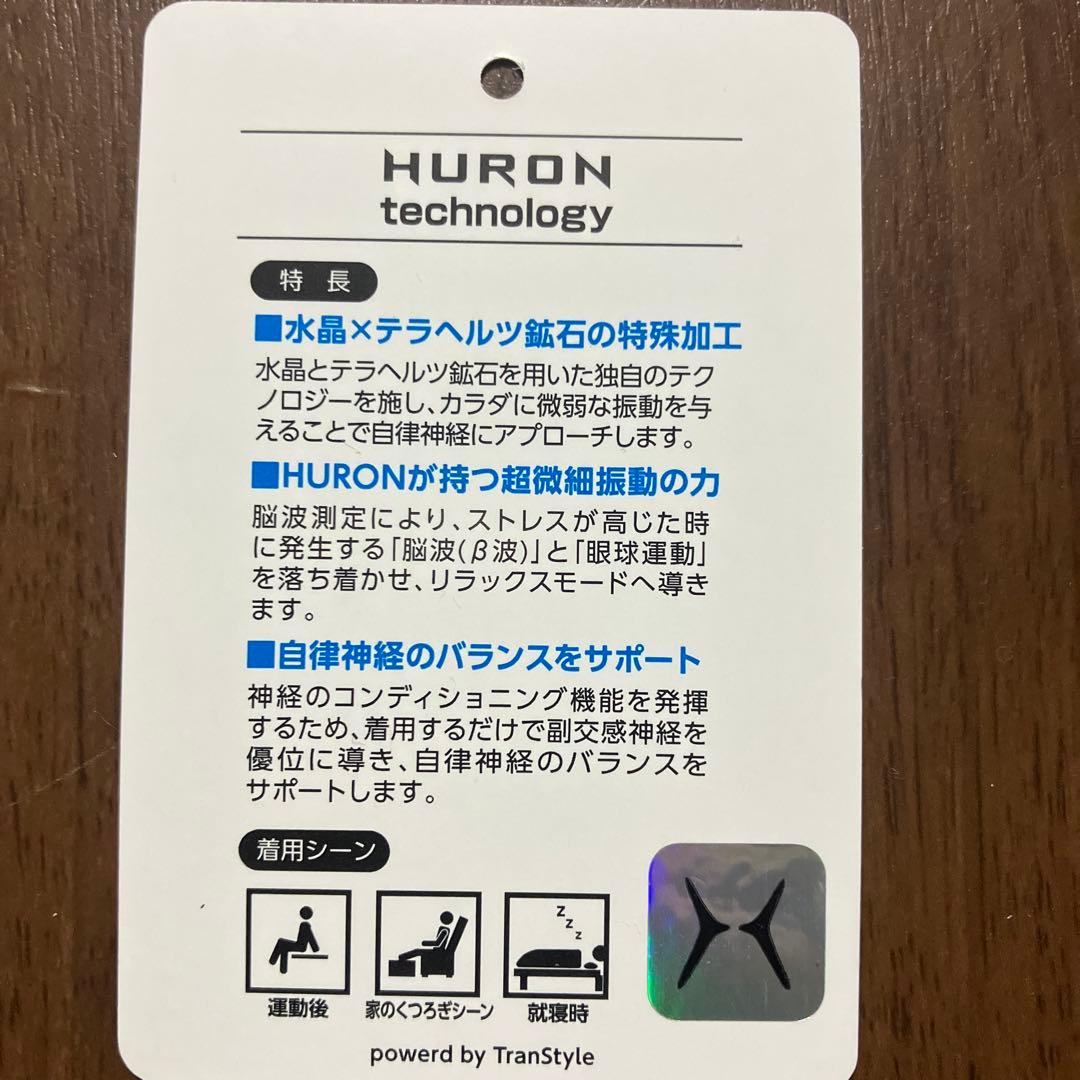 HURON
technology
特 長
■水晶×テラヘルツ鉱石の特殊加工
水晶とテラヘルツ鉱石を用いた独自のテク
ノロジーを施し、カラダに微弱な振動を与
えることで自律神経にアプローチします。
■HURONが持つ超微細振動の力
脳波測定により、ストレスが高じた時
に発生する「脳波(β波)」と「眼球運動」
を落ち着かせ、リラックスモードへ導き
ます。
■自律神経のバランスをサポート
神経のコンディショニング機能を発揮
するため、着用するだけで副交感神経を
優位に導き、自律神経のバランスを
サポートします。
着用シーン
z z z
運動後 家のくつろぎシーン 就寝時
powerd by TranStyle